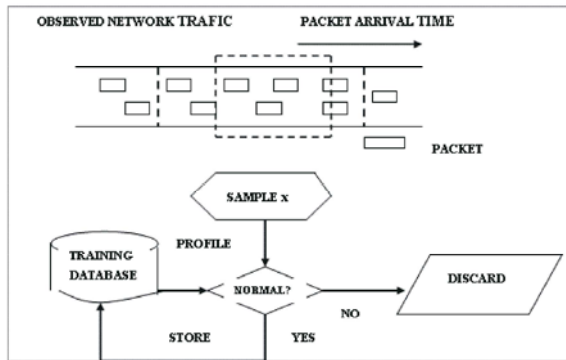 OBSERVED NETWORK TRAFIC
PACKET ARRIVAL TIME
PACKET
SAMPLE x
PROFILE
TRAINING
DATABASE
NORMAL?
DISCARD
NO
STORE
YES